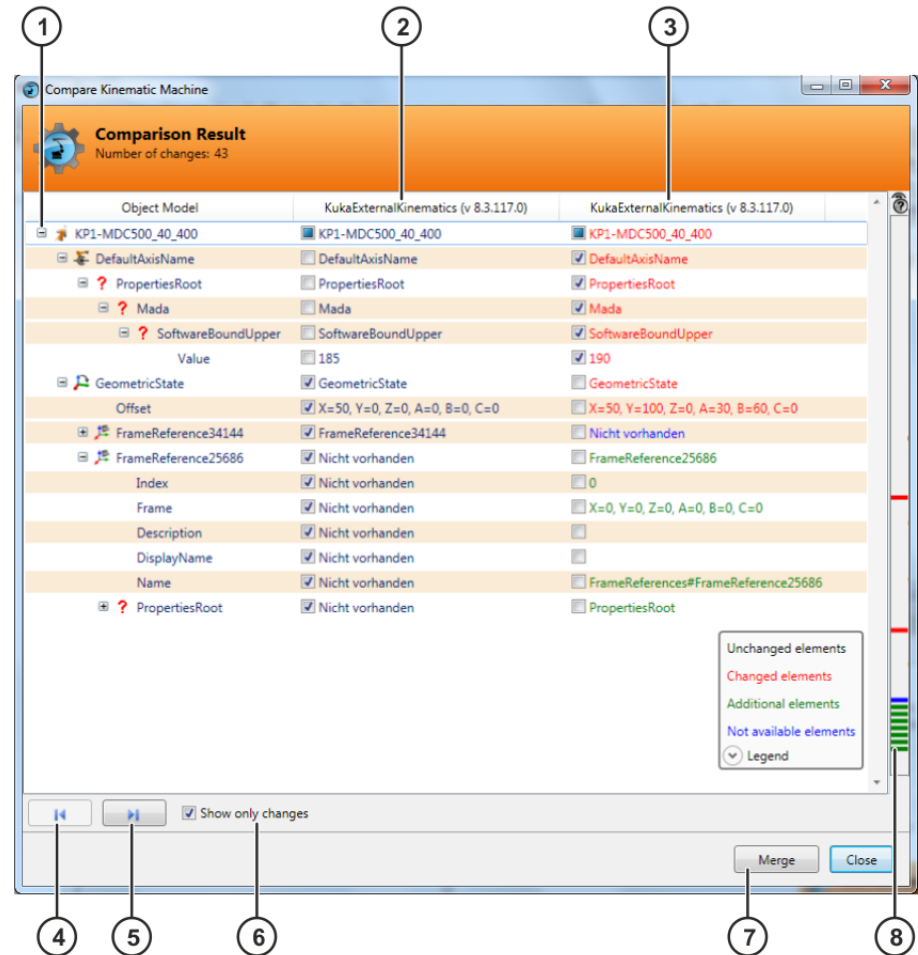 1 2 3
Compare Kinematic Machine
Comparison Result
Number of changes: 43
Object Model KukaExternalKinematics (v 8.3.117.0) KukaExternalKinematics (v 8.3.117.0)
KP1-MDC500_40_400 KP1-MDC500_40_400 KP1-MDC500_40_400
DefaultAxisName DefaultAxisName DefaultAxisName
? PropertiesRoot PropertiesRoot PropertiesRoot
? Mada Mada Mada
? SoftwareBoundUpper SoftwareBoundUpper SoftwareBoundUpper
Value 185 190
GeometricState GeometricState GeometricState
Offset X=50, Y=0, Z=0, A=0, B=0, C=0 X=50, Y=100, Z=0, A=30, B=60, C=0
FrameReference34144 FrameReference34144 Nicht vorhanden
FrameReference25686 Nicht vorhanden FrameReference25686
Index Nicht vorhanden 0
Frame Nicht vorhanden X=0, Y=0, Z=0, A=0, B=0, C=0
Description Nicht vorhanden
DisplayName Nicht vorhanden
Name Nicht vorhanden FrameReferences#FrameReference25686
? PropertiesRoot Nicht vorhanden PropertiesRoot
Unchanged elements
Changed elements
Additional elements
Not available elements
Legend
Show only changes
Merge Close
4 5 6 7 8